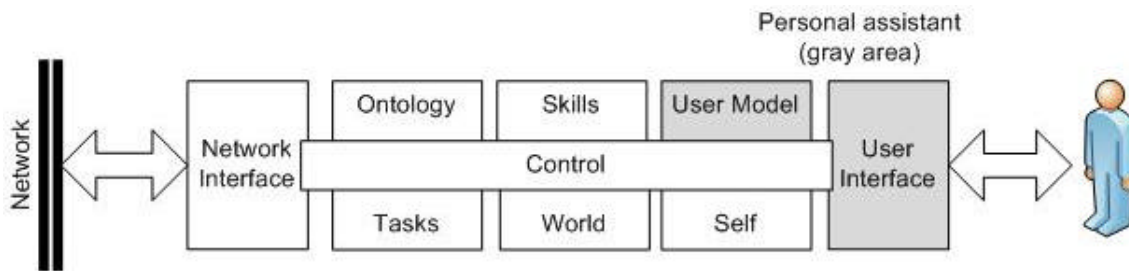 Personal assistant
(gray area)
Network
Network
Interface
Ontology
Skills
User Model
Control
Tasks
World
Self
User
Interface